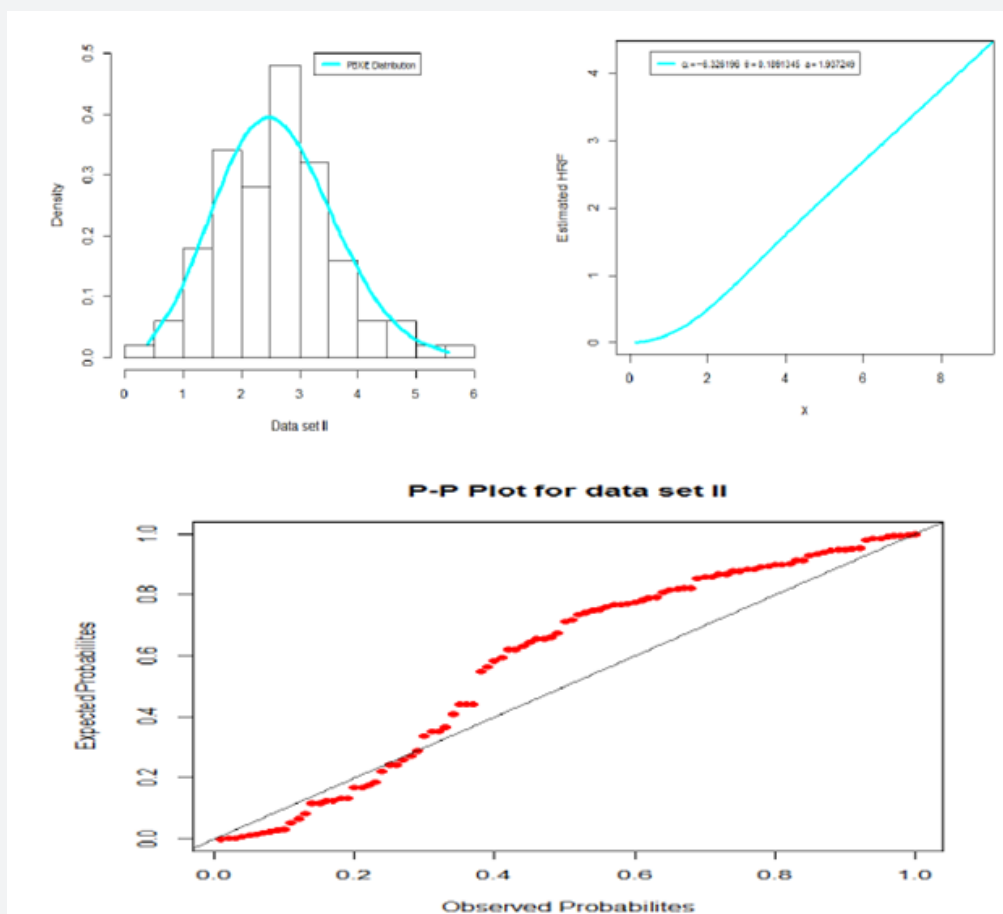 PBXIE Distribution
Density
0.0 0.1 0.2 0.3 0.4 0.5
0 1 2 3 4 5 6
Data set II
Estimated HRF
0 1 2 3 4
0 2 4 6 8
x
P-P Plot for data set II
Expected Probabilites
0.0 0.2 0.4 0.6 0.8 1.0
0.0 0.2 0.4 0.6 0.8 1.0
Observed Probabilites